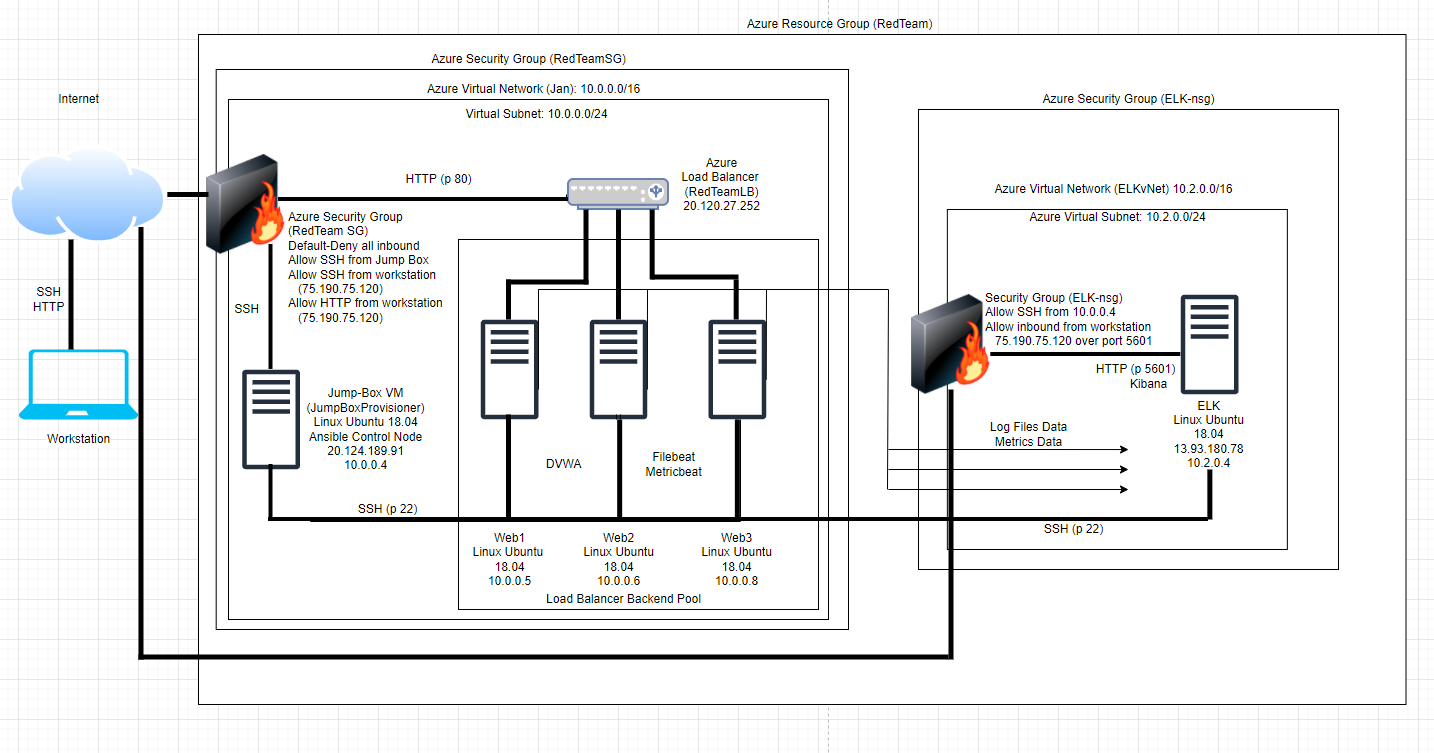 Azure Resource Group (RedTeam)
Azure Security Group (RedTeamSG)
Azure Virtual Network (Jan): 10.0.0.0/16
Virtual Subnet: 10.0.0.0/24
Internet
SSH
HTTP
Workstation
HTTP (p 80)
Azure
Load Balancer
(RedTeamLB)
20.120.27.252
Azure Security Group
(RedTeam SG)
Default-Deny all inbound
Allow SSH from Jump Box
Allow SSH from workstation
(75.190.75.120)
Allow HTTP from workstation
(75.190.75.120)
SSH
Jump-Box VM
(JumpBoxProvisioner)
Linux Ubuntu 18.04
Ansible Control Node
20.124.189.91
10.0.0.4
DVWA
Filebeat
Metricbeat
SSH (p 22)
Web1
Linux Ubuntu
18.04
10.0.0.5
Web2
Linux Ubuntu
18.04
10.0.0.6
Web3
Linux Ubuntu
18.04
10.0.0.8
Load Balancer Backend Pool
Azure Security Group (ELK-nsg)
Azure Virtual Network (ELKvNet) 10.2.0.0/16
Azure Virtual Subnet: 10.2.0.0/24
Security Group (ELK-nsg)
Allow SSH from 10.0.0.4
Allow inbound from workstation
75.190.75.120 over port 5601
HTTP (p 5601)
Kibana
ELK
Linux Ubuntu
18.04
13.93.180.78
10.2.0.4
Log Files Data
Metrics Data
SSH (p 22)